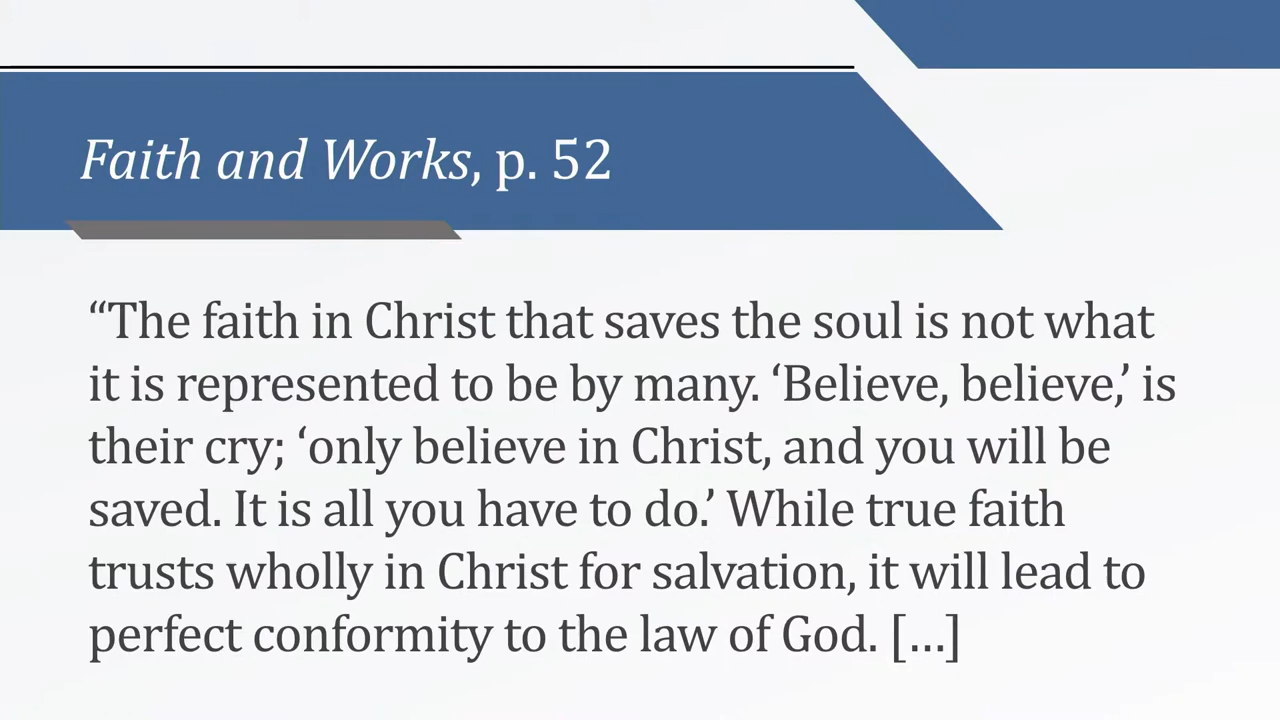 Faith and Works, p. 52
“The faith in Christ that saves the soul is not what
it is represented to be by many. ‘Believe, believe,’ is
their cry; ‘only believe in Christ, and you will be
saved. It is all you have to do.’ While true faith
trusts wholly in Christ for salvation, it will lead to
perfect conformity to the law of God. […]